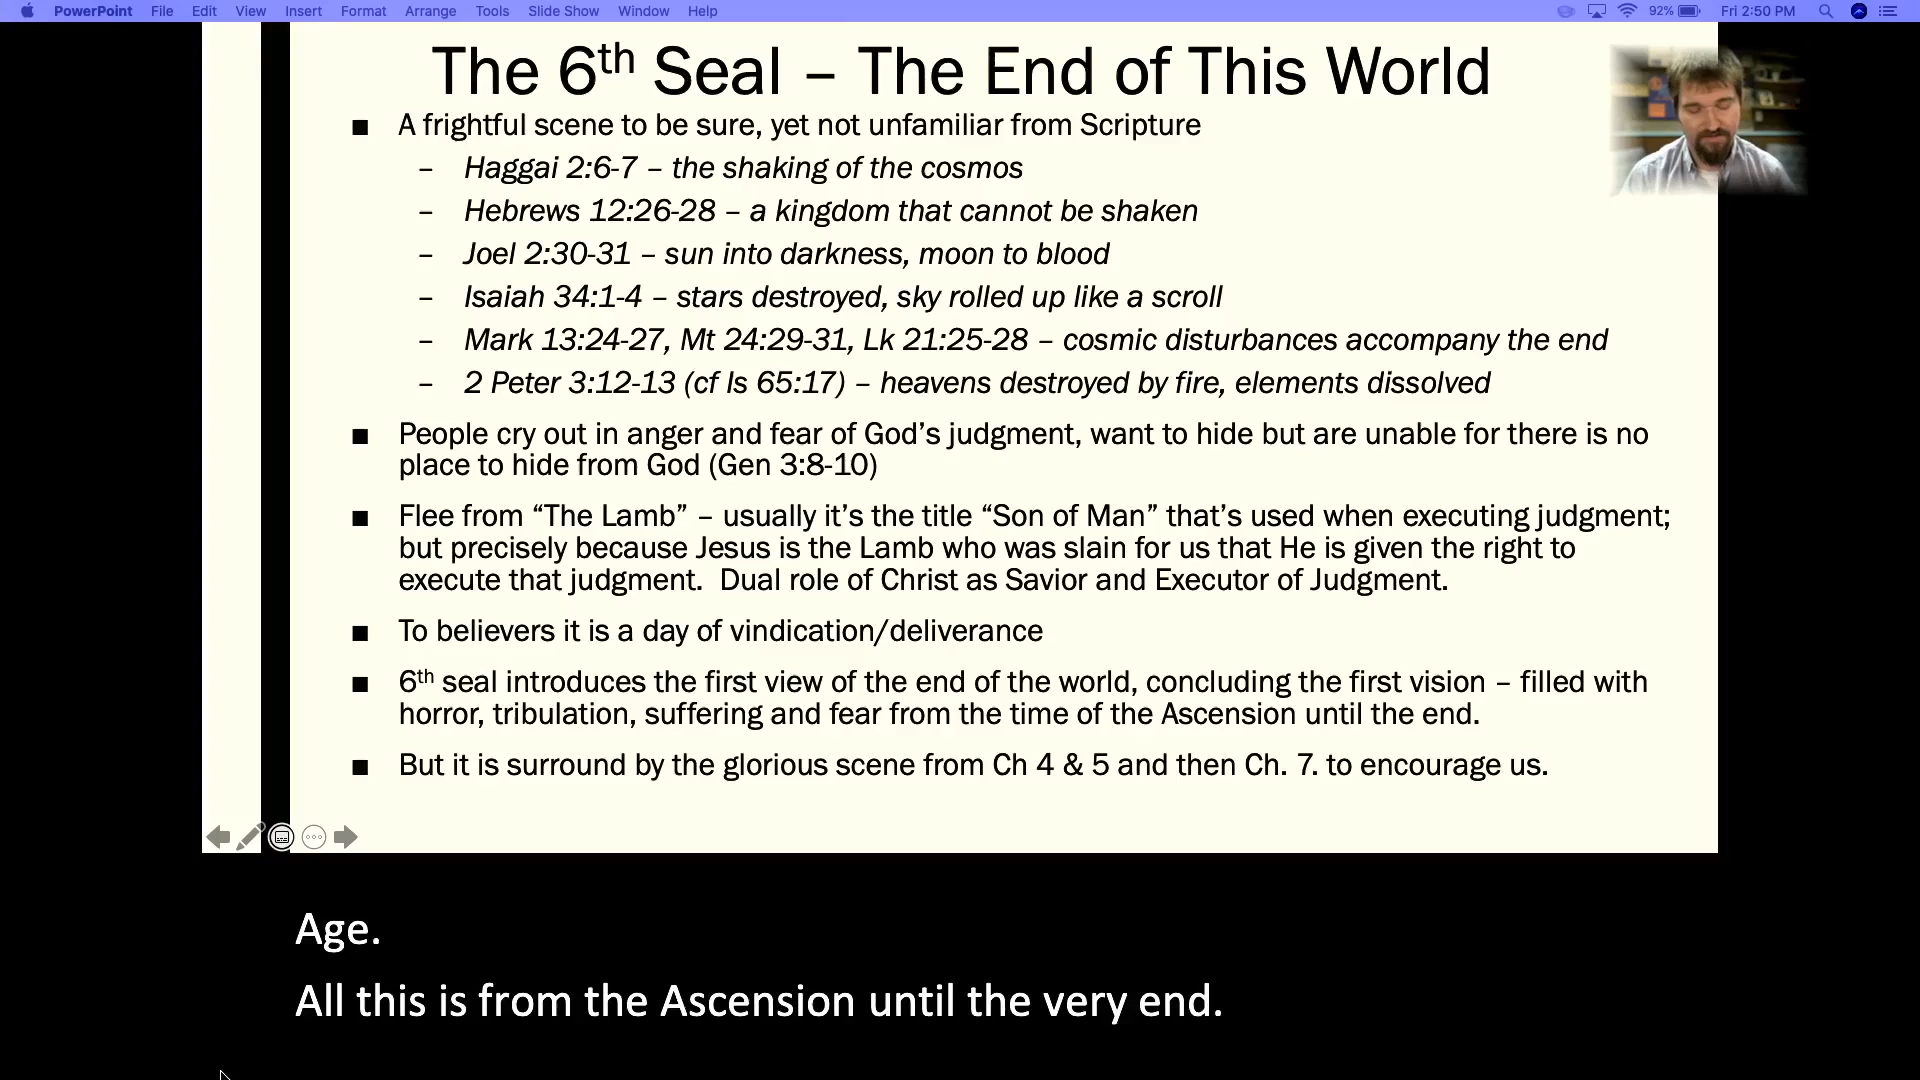 PowerPoint File Edit View Insert Format Arrange Tools Slide Show Window Help 92% Fri 2:50 PM
The 6th Seal – The End of This World
■ A frightful scene to be sure, yet not unfamiliar from Scripture
– Haggai 2:6-7 – the shaking of the cosmos
– Hebrews 12:26-28 – a kingdom that cannot be shaken
– Joel 2:30-31 – sun into darkness, moon to blood
– Isaiah 34:1-4 – stars destroyed, sky rolled up like a scroll
– Mark 13:24-27, Mt 24:29-31, Lk 21:25-28 – cosmic disturbances accompany the end
– 2 Peter 3:12-13 (cf Is 65:17) – heavens destroyed by fire, elements dissolved
■ People cry out in anger and fear of God’s judgment, want to hide but are unable for there is no
place to hide from God (Gen 3:8-10)
■ Flee from “The Lamb” – usually it’s the title “Son of Man” that’s used when executing judgment;
but precisely because Jesus is the Lamb who was slain for us that He is given the right to
execute that judgment.  Dual role of Christ as Savior and Executor of Judgment.
■ To believers it is a day of vindication/deliverance
■ 6th seal introduces the first view of the end of the world, concluding the first vision – filled with
horror, tribulation, suffering and fear from the time of the Ascension until the end.
■ But it is surround by the glorious scene from Ch 4 & 5 and then Ch. 7. to encourage us.
Age.
All this is from the Ascension until the very end.